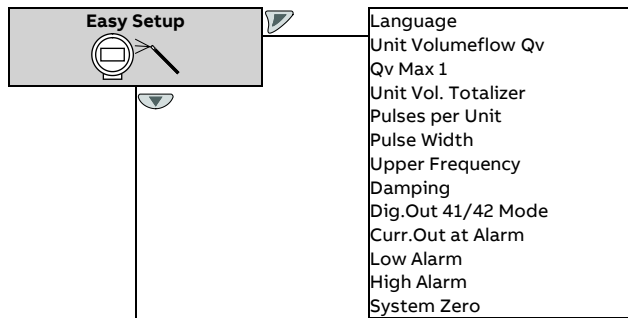 Easy Setup
Language
Unit Volumeflow Qv
Qv Max 1
Unit Vol. Totalizer
Pulses per Unit
Pulse Width
Upper Frequency
Damping
Dig.Out 41/42 Mode
Curr.Out at Alarm
Low Alarm
High Alarm
System Zero